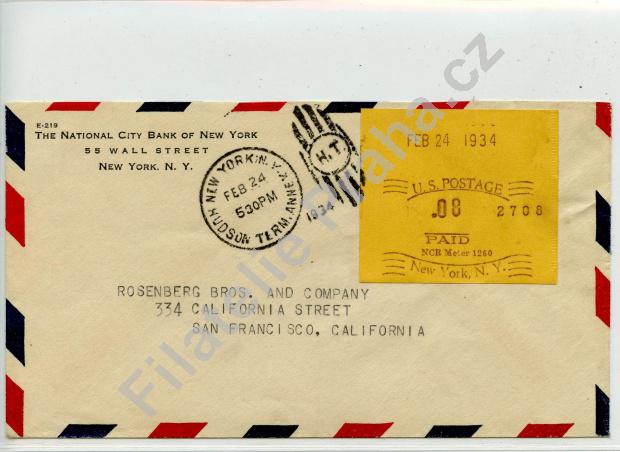 E-219
THE NATIONAL CITY BANK OF NEW YORK
55 WALL STREET
NEW YORK, N. Y.
NEW YORK, N.Y.
FEB 24
530PM
HUDSON TERM. ANNEX
1934
H.T.
FEB 24 1934
U.S. POSTAGE
.08 2708
PAID
NCR Meter 1260
New York, N. Y.
ROSENBERG BROS. AND COMPANY
334 CALIFORNIA STREET
SAN FRANCISCO, CALIFORNIA
Filatelie Praha.cz